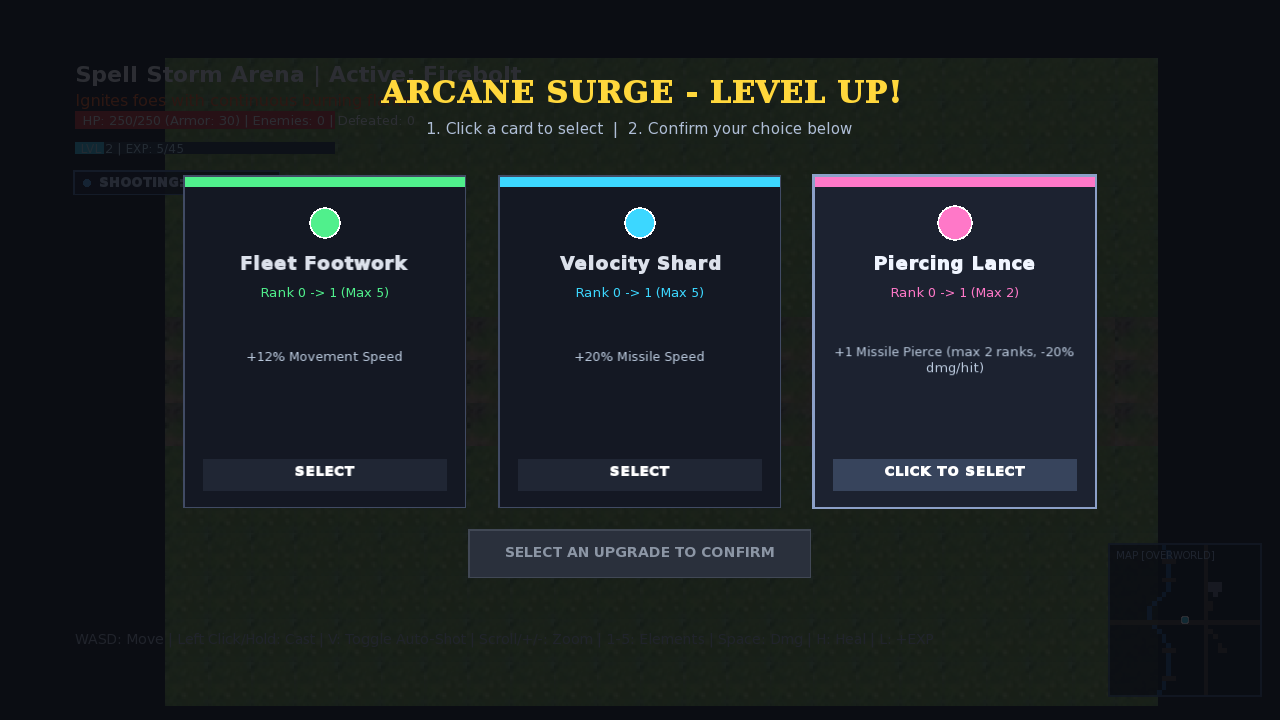 Spell Storm Arena | Active: Firebolt
ARCANE SURGE - LEVEL UP!
Ignites foes
HP: 250/250 (Armor: 30) | Enemies: 0 | Defeated: 0
1. Click a card to select | 2. Confirm your choice below
LVL 2 | EXP: 5/45
SHOOTING:
Fleet Footwork
Rank 0 -> 1 (Max 5)
+12% Movement Speed
SELECT
Velocity Shard
Rank 0 -> 1 (Max 5)
+20% Missile Speed
SELECT
Piercing Lance
Rank 0 -> 1 (Max 2)
+1 Missile Pierce (max 2 ranks, -20%
dmg/hit)
CLICK TO SELECT
SELECT AN UPGRADE TO CONFIRM
MAP [OVERWORLD]
WASD: Move |